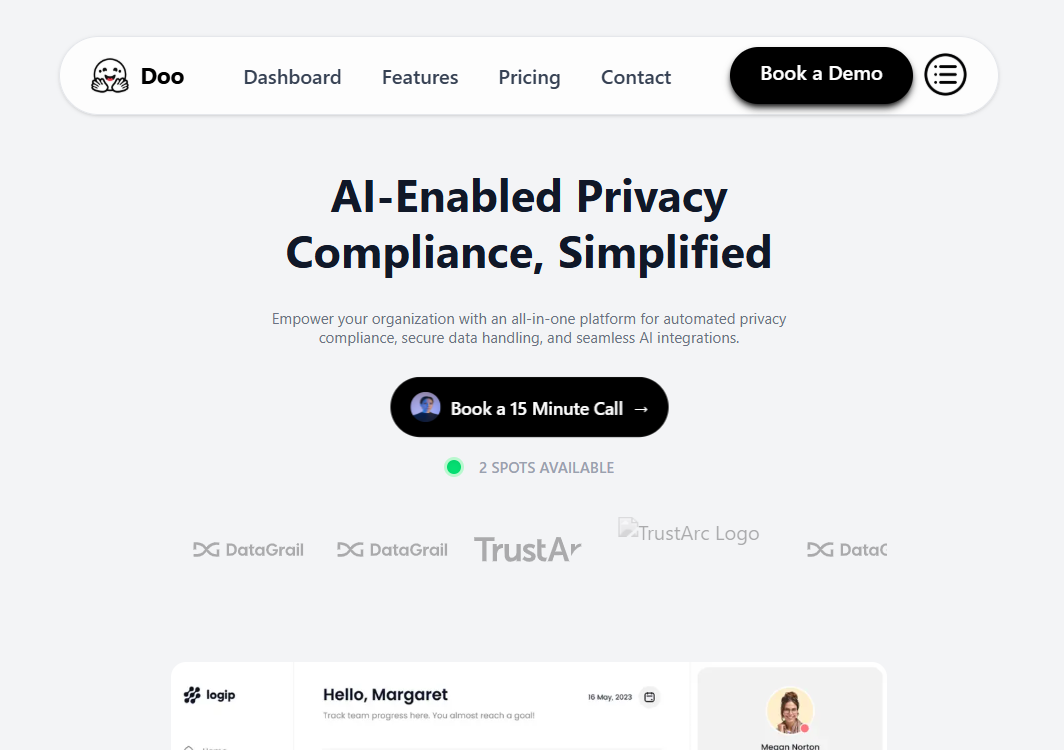 Doo
Dashboard
Features
Pricing
Contact
Book a Demo
AI-Enabled Privacy
Compliance, Simplified
Empower your organization with an all-in-one platform for automated privacy
compliance, secure data handling, and seamless AI integrations.
Book a 15 Minute Call →
2 SPOTS AVAILABLE
DataGrail
DataGrail
TrustAr
TrustArc Logo
DataG
logip
Hello, Margaret
16 May, 2023
Track team progress here. You almost reach a goal!
Megan Norton
Home